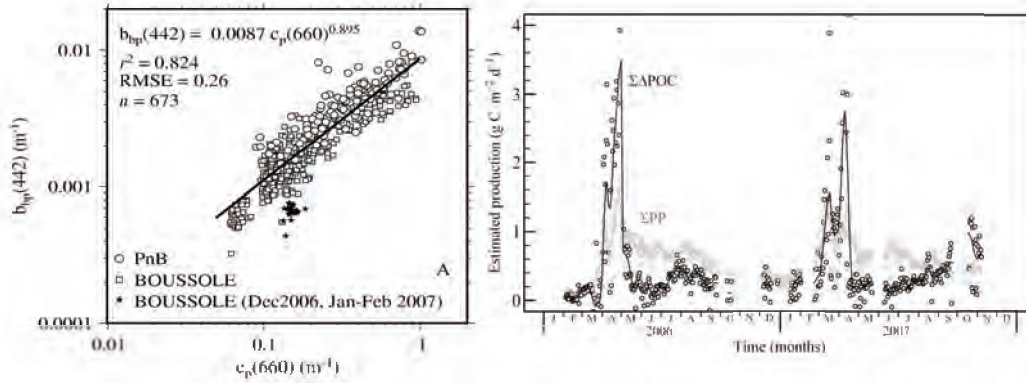 b_bp(442) = 0.0087 c_p(660)^0.895
r² = 0.824
RMSE = 0.26
n = 673
0.01
0.001
0.0001
b_bp(442) (m⁻¹)
PnB
BOUSSOLE
BOUSSOLE (Dec2006, Jan-Feb 2007)
A
0.01
0.1
1
c_p(660) (m⁻¹)
4
3
2
1
0
Estimated production (g C m⁻² d⁻¹)
ΣΔPOC
ΣPP
J F M A M J J A S O N D J F M A M J J A S O N D
2006
2007
Time (months)